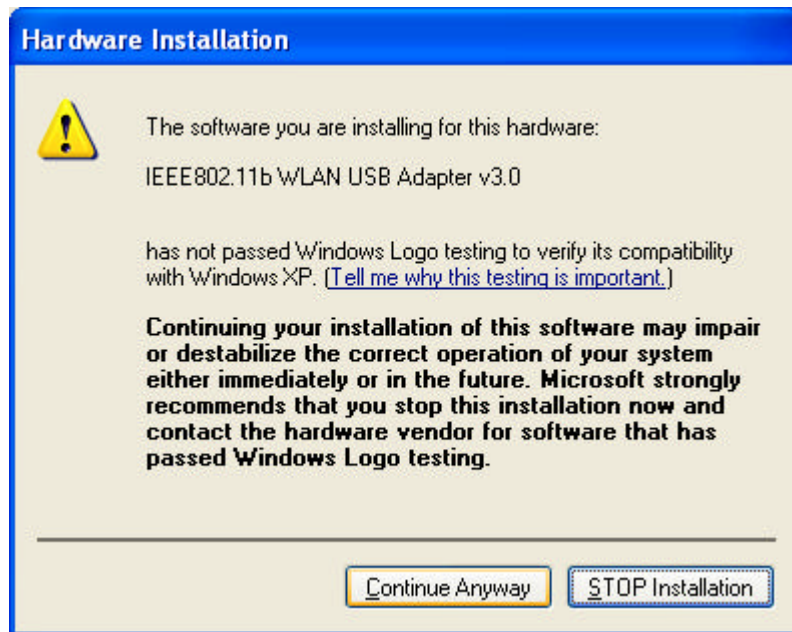 Hardware Installation
The software you are installing for this hardware:
IEEE802.11b WLAN USB Adapter v3.0
has not passed Windows Logo testing to verify its compatibility
with Windows XP. (Tell me why this testing is important.)
Continuing your installation of this software may impair
or destabilize the correct operation of your system
either immediately or in the future. Microsoft strongly
recommends that you stop this installation now and
contact the hardware vendor for software that has
passed Windows Logo testing.
Continue Anyway
STOP Installation